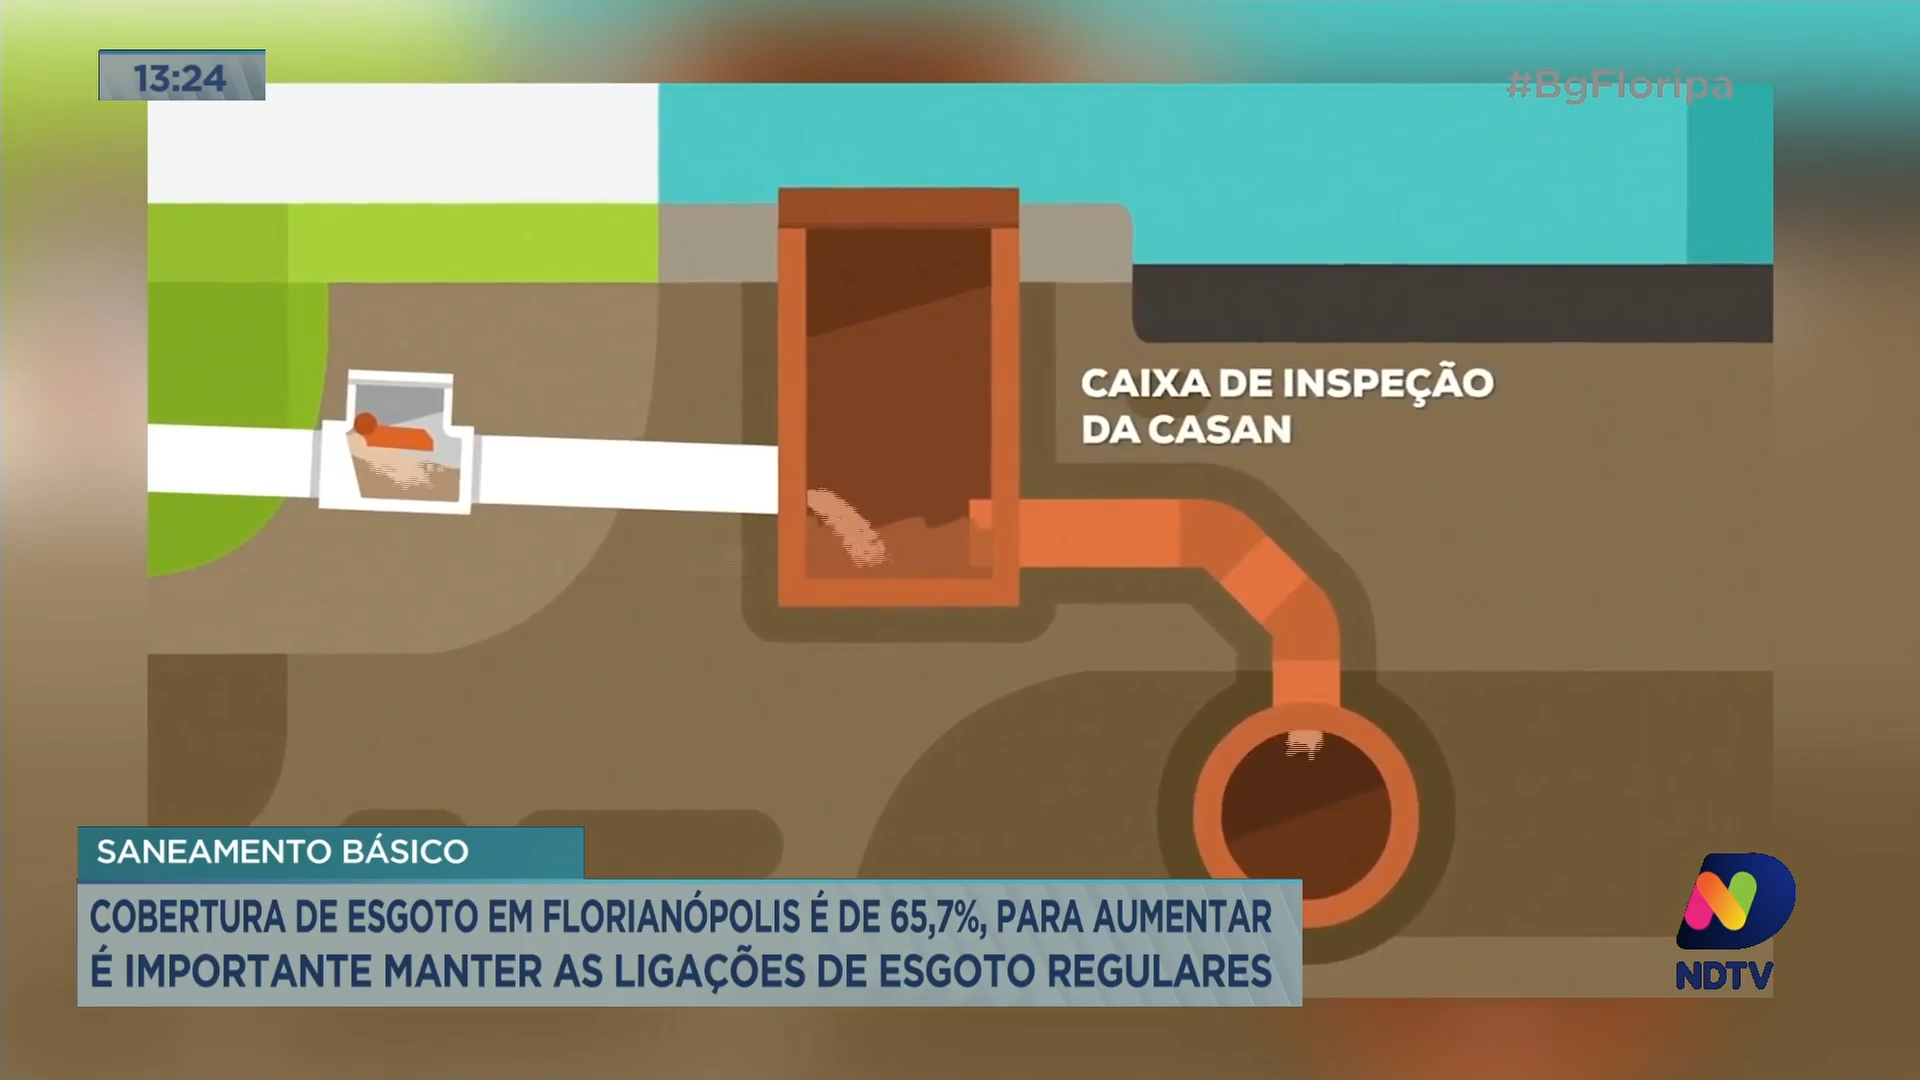 13:24
#BgFloripa
CAIXA DE INSPEÇÃO
DA CASAN
SANEAMENTO BÁSICO
COBERTURA DE ESGOTO EM FLORIANÓPOLIS É DE 65,7%, PARA AUMENTAR
É IMPORTANTE MANTER AS LIGAÇÕES DE ESGOTO REGULARES
NDTV